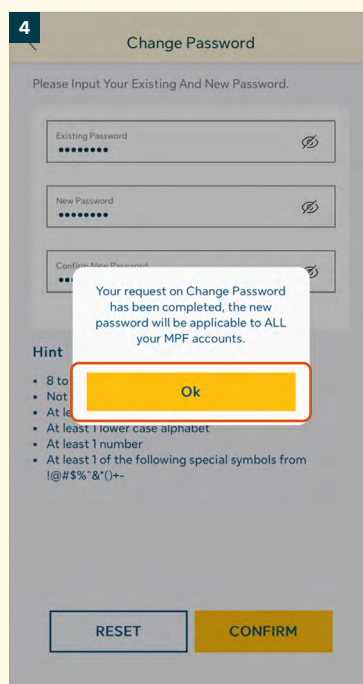 4
Change Password
Please Input Your Existing And New Password.
Existing Password
New Password
Confirm New Password
Your request on Change Password
has been completed, the new
password will be applicable to ALL
your MPF accounts.
Ok
Hint
• 8 to
• Not
• At
• At least 1 lower case alphabet
• At least 1 number
• At least 1 of the following special symbols from
!@#$%^&*()+-
RESET
CONFIRM